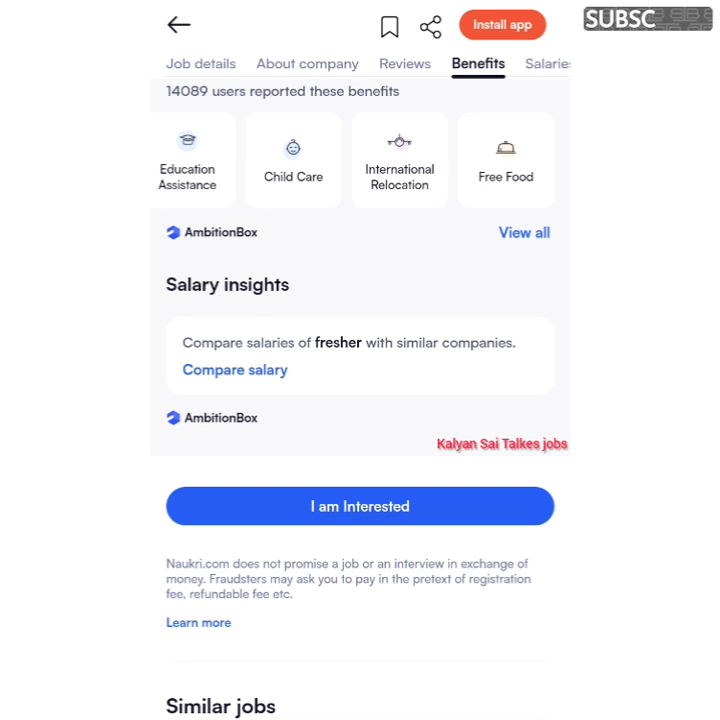 SUBSC
Install app
Job details About company Reviews Benefits Salaries
14089 users reported these benefits
Education Assistance
Child Care
International Relocation
Free Food
AmbitionBox View all
Salary insights
Compare salaries of fresher with similar companies.
Compare salary
AmbitionBox
Kalyan Sai Talkes jobs
I am Interested
Naukri.com does not promise a job or an interview in exchange of
money. Fraudsters may ask you to pay in the pretext of registration
fee, refundable fee etc.
Learn more
Similar jobs